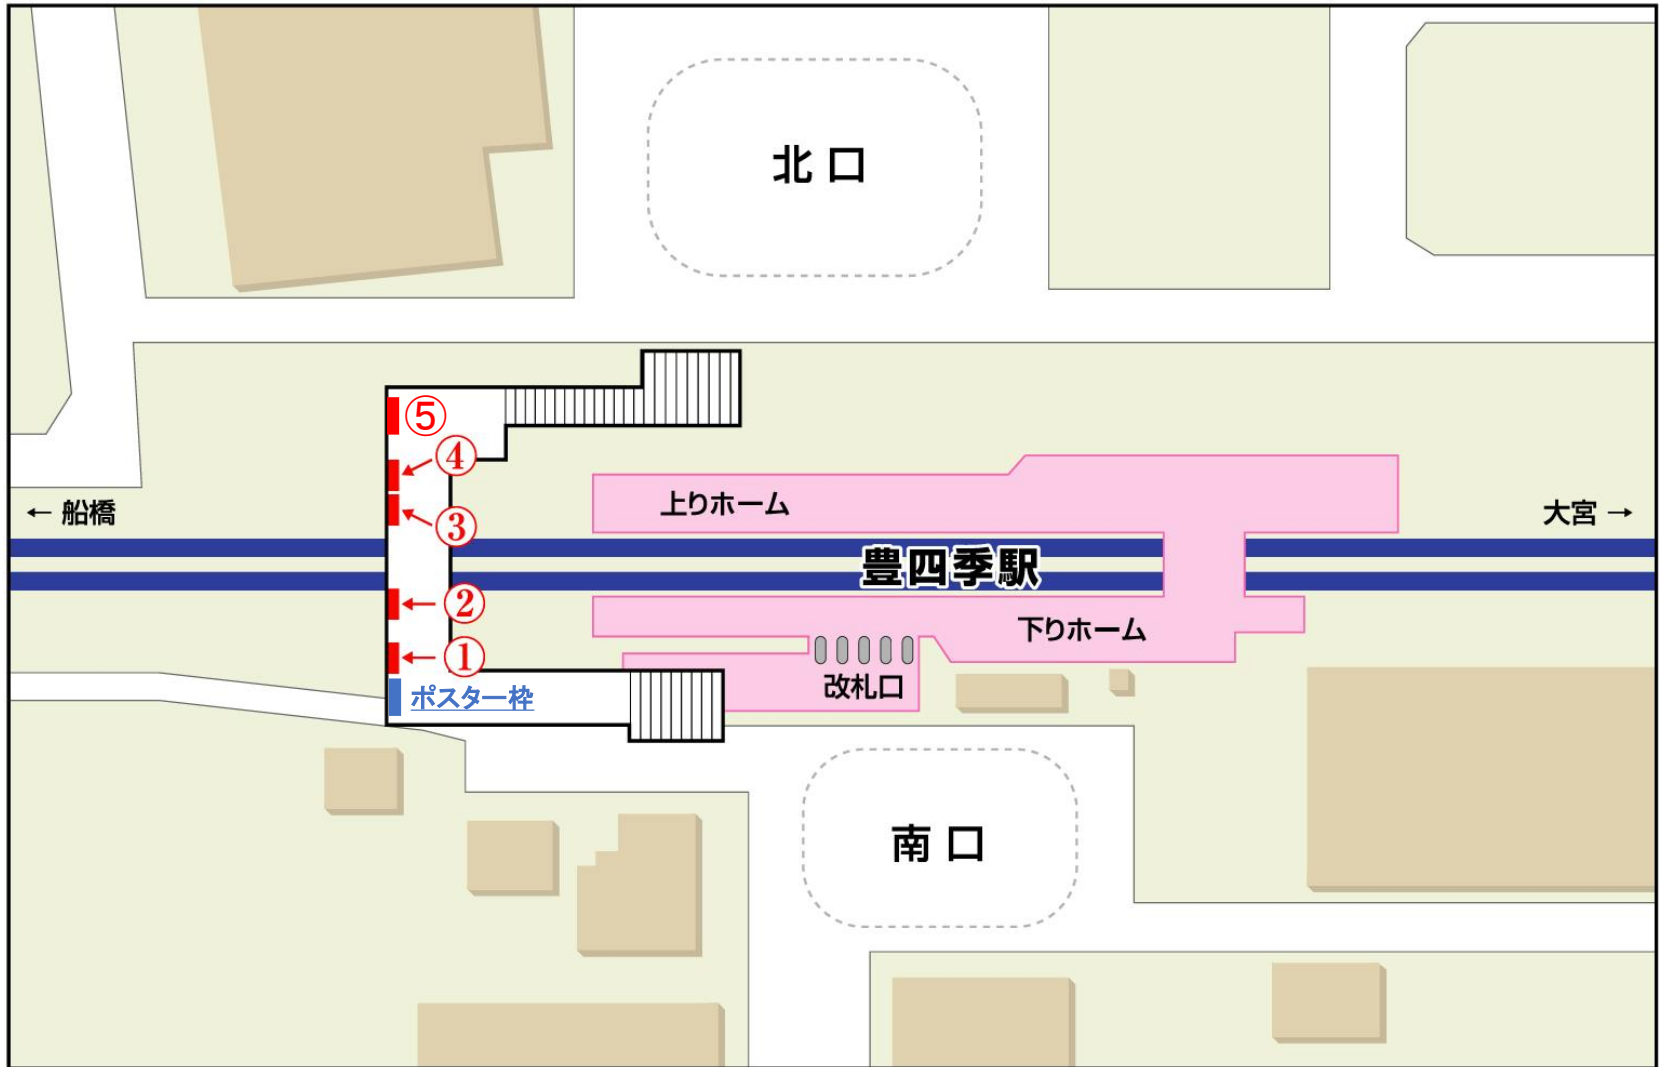 北口
⑤
④
上りホーム
← 船橋
大宮 →
③
豊四季駅
②
下りホーム
①
改札口
ポスター枠
南口